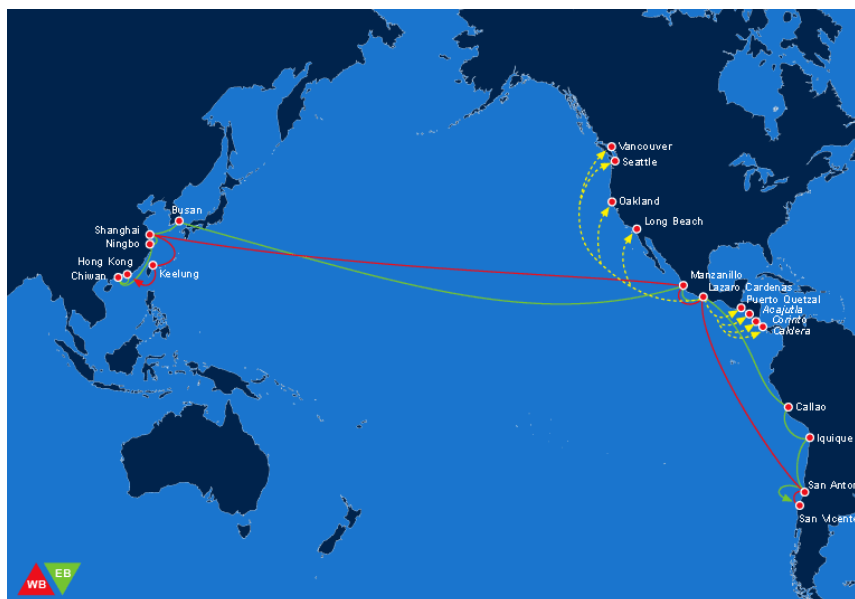 Vancouver
Seattle
Oakland
Long Beach
Busan
Shanghai
Ningbo
Hong Kong
Keelung
Chiwan
Manzanillo
Lazaro Cardenas
Puerto Quetzal
Acajutla
Corinto
Caldera
Callao
Iquique
San Anton
San Vicente
EB
WB